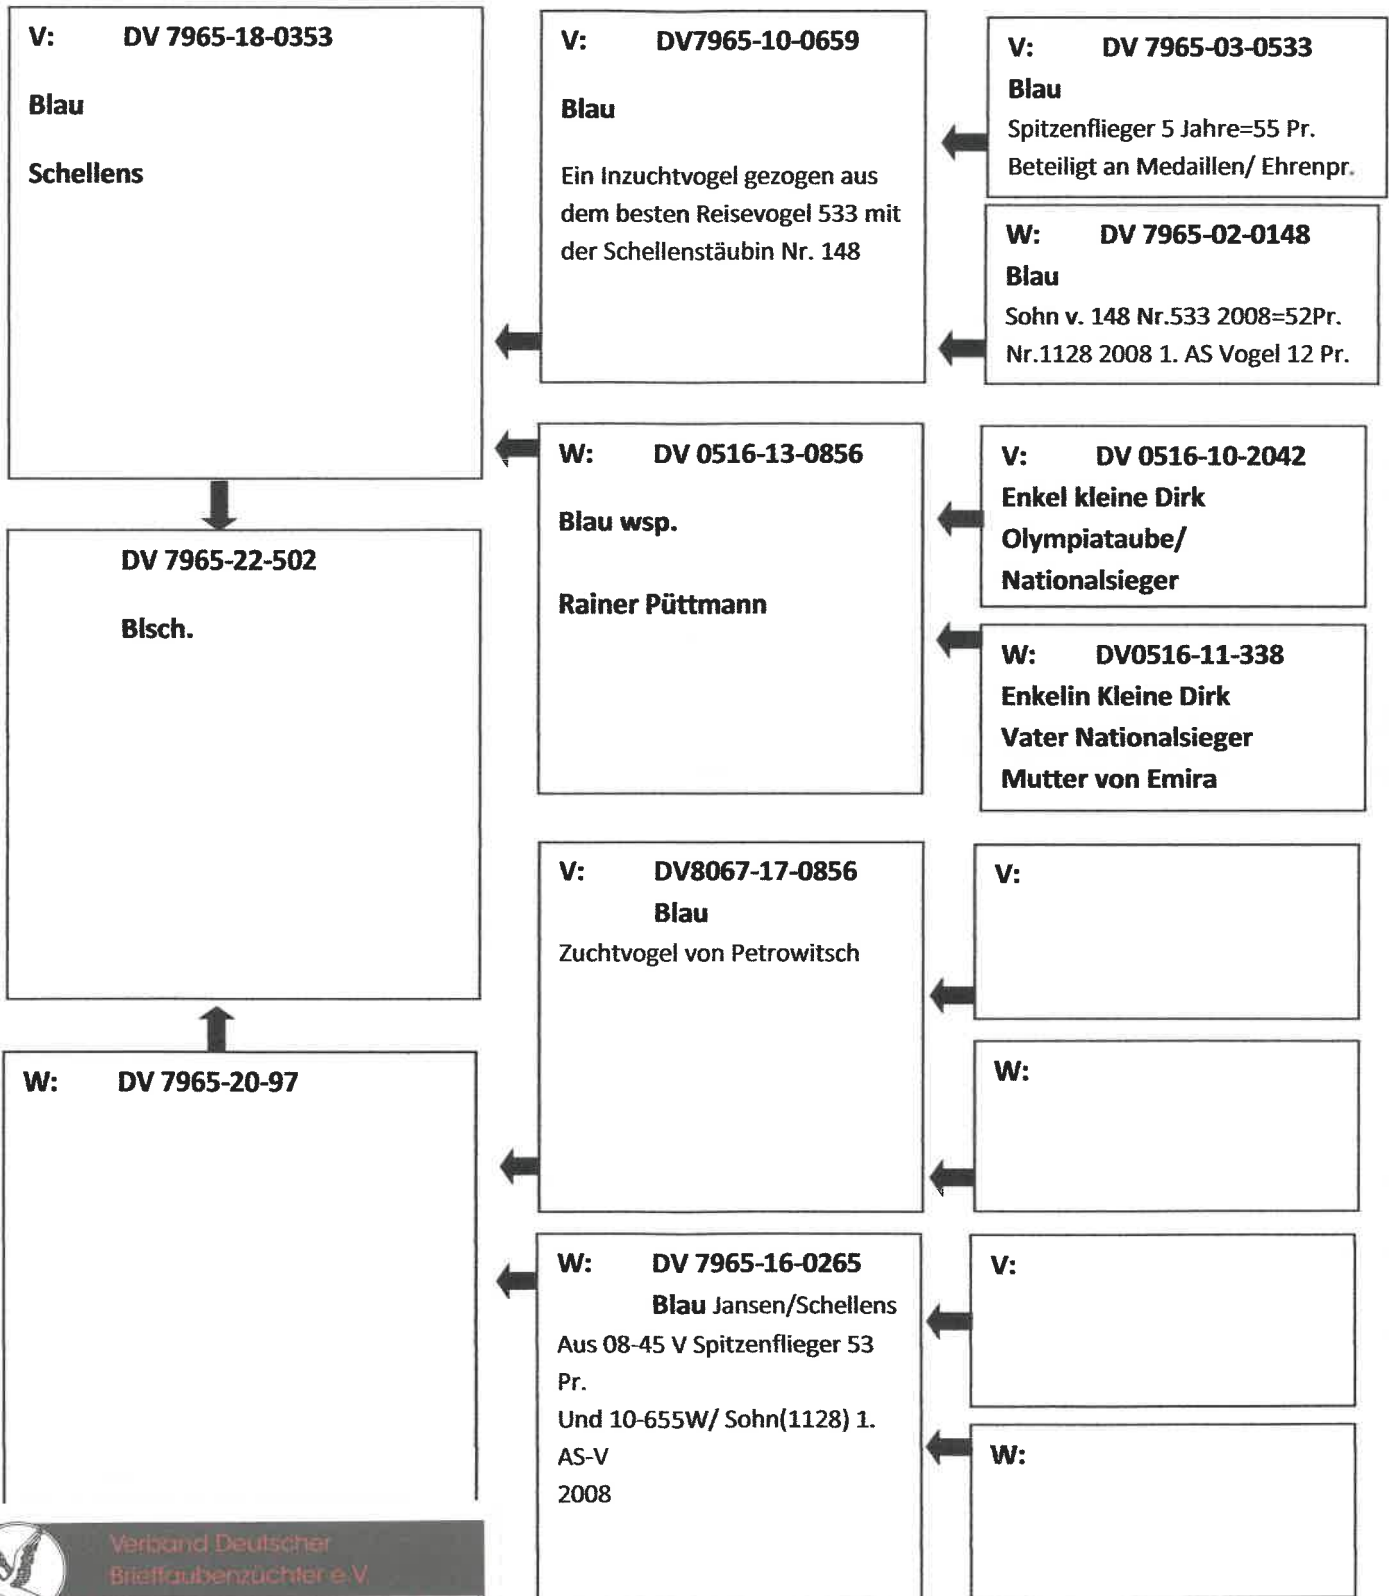 V: DV 7965-18-0353
Blau
Schellens
DV 7965-22-502
Blsch.
W: DV 7965-20-97
V: DV7965-10-0659
Blau
Ein Inzuchtvogel gezogen aus
dem besten Reisevogel 533 mit
der Schellenstäubin Nr. 148
W: DV 0516-13-0856
Blau wsp.
Rainer Püttmann
V: DV8067-17-0856
Blau
Zuchtvogel von Petrowitsch
W: DV 7965-16-0265
Blau Jansen/Schellens
Aus 08-45 V Spitzenflieger 53
Pr.
Und 10-655W/ Sohn(1128) 1.
AS-V
2008
V: DV 7965-03-0533
Blau
Spitzenflieger 5 Jahre=55 Pr.
Beteiligt an Medaillen/ Ehrenpr.
W: DV 7965-02-0148
Blau
Sohn v. 148 Nr.533 2008=52Pr.
Nr.1128 2008 1. AS Vogel 12 Pr.
V: DV 0516-10-2042
Enkel kleine Dirk
Olympiataube/
Nationalsieger
W: DV0516-11-338
Enkelin Kleine Dirk
Vater Nationalsieger
Mutter von Emira
V:
W:
V:
W:
Verband Deutscher
Brieftaubenzüchter e.V.